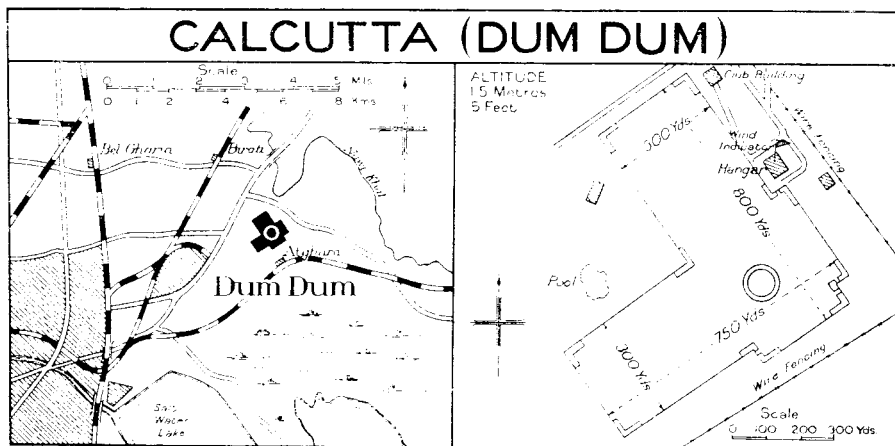 CALCUTTA (DUM DUM)
Scale
0 1 2 3 4 5 Mls.
0 2 4 6 8 Kms
Bel Gharia
Atghara
Dum Dum
Salt
Water
Lake
ALTITUDE
1.5 Metres
5 Feet
Club Building
Wire Fencing
300 Yds.
Wind
Indicator
Hangar
800 Yds.
Pool
750 Yds.
300 Yds.
Wire Fencing
Scale
0 100 200 300 Yds.